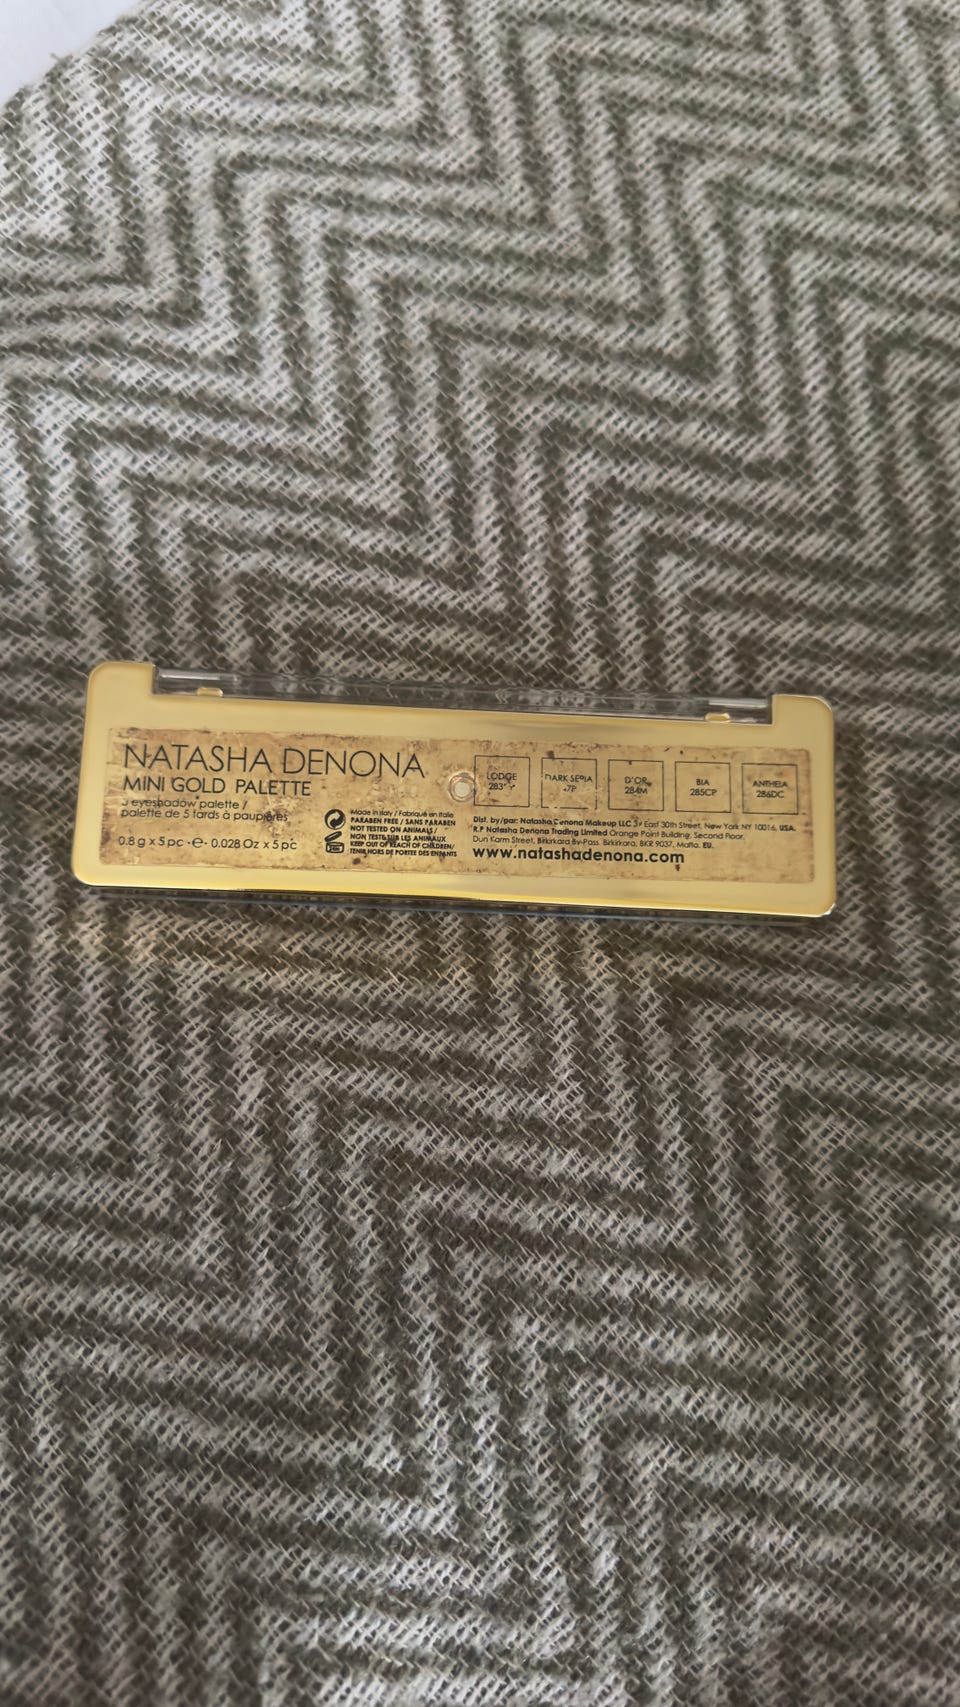 NATASHA DENONA
MINI GOLD PALETTE
eyeshadow palette /
palette de 5 fards à paupières
0.8 g x 5 pc · e · 0.028 Oz x 5 pc
Made in Italy / Fabriqué en Italie
PARABEN FREE / SANS PARABEN
NOT TESTED ON ANIMALS /
NON TESTÉ SUR LES ANIMAUX
KEEP OUT OF REACH OF CHILDREN/
TENIR HORS DE PORTEE DES ENFANTS
LODGE
DARK SEPIA
D'OR
284M
BIA
285CP
ANTHEIA
286DC
Dist. by/par: Natasha Denona Makeup LLC East 30th Street, New York NY 10016, USA.
R.P Natasha Denona Trading Limited Orange Point Building, Second Floor,
Dun Karm Street, Birkirkara By-Pass, Birkirkara, BKR 9037, Malta. EU.
www.natashadenona.com